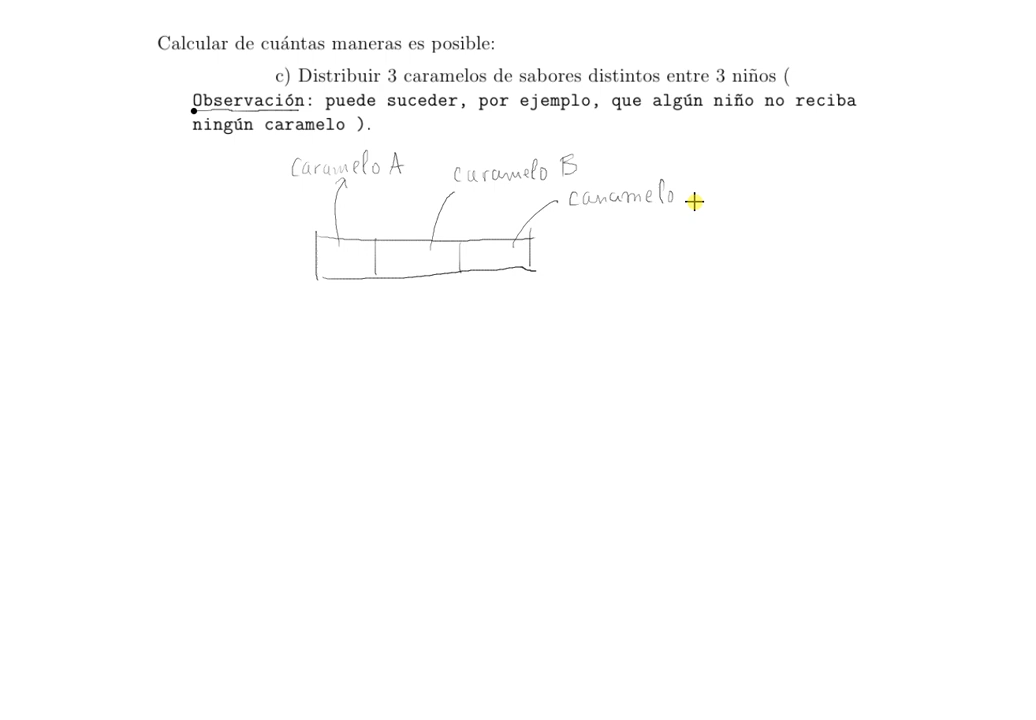 Calcular de cuántas maneras es posible:
c) Distribuir 3 caramelos de sabores distintos entre 3 niños (
Observación: puede suceder, por ejemplo, que algún niño no reciba
ningún caramelo ).
caramelo A
caramelo B
caramelo